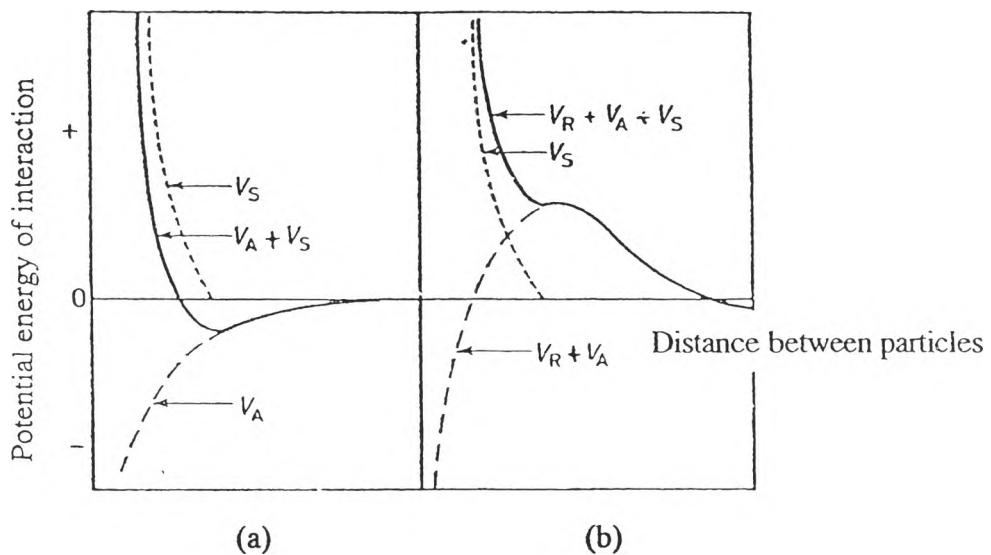 Potential energy of interaction
+
0
−
V_S
V_A + V_S
V_A
V_R + V_A + V_S
V_S
V_R + V_A
Distance between particles
(a)
(b)